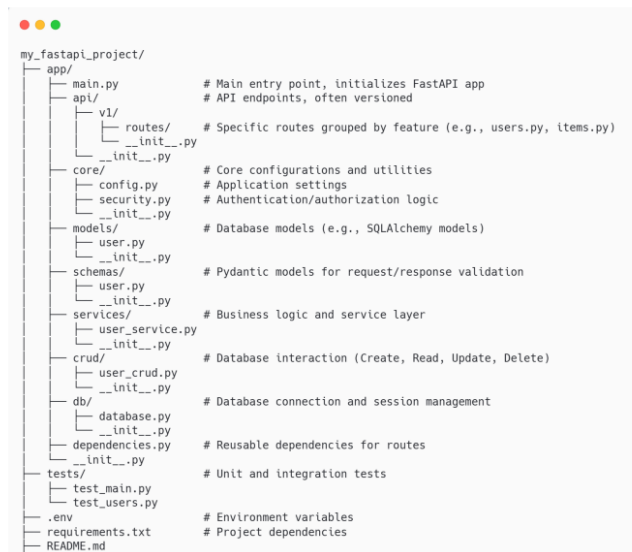 my_fastapi_project/
├── app/
│   ├── main.py              # Main entry point, initializes FastAPI app
│   ├── api/                 # API endpoints, often versioned
│   │   ├── v1/
│   │   │   ├── routes/      # Specific routes grouped by feature (e.g., users.py, items.py)
│   │   │   └── __init__.py
│   │   └── __init__.py
│   ├── core/                # Core configurations and utilities
│   │   ├── config.py        # Application settings
│   │   ├── security.py      # Authentication/authorization logic
│   │   └── __init__.py
│   ├── models/              # Database models (e.g., SQLAlchemy models)
│   │   ├── user.py
│   │   └── __init__.py
│   ├── schemas/             # Pydantic models for request/response validation
│   │   ├── user.py
│   │   └── __init__.py
│   ├── services/            # Business logic and service layer
│   │   ├── user_service.py
│   │   └── __init__.py
│   ├── crud/                # Database interaction (Create, Read, Update, Delete)
│   │   ├── user_crud.py
│   │   └── __init__.py
│   ├── db/                  # Database connection and session management
│   │   ├── database.py
│   │   └── __init__.py
│   ├── dependencies.py      # Reusable dependencies for routes
│   └── __init__.py
├── tests/                   # Unit and integration tests
│   ├── test_main.py
│   └── test_users.py
├── .env                     # Environment variables
├── requirements.txt         # Project dependencies
├── README.md